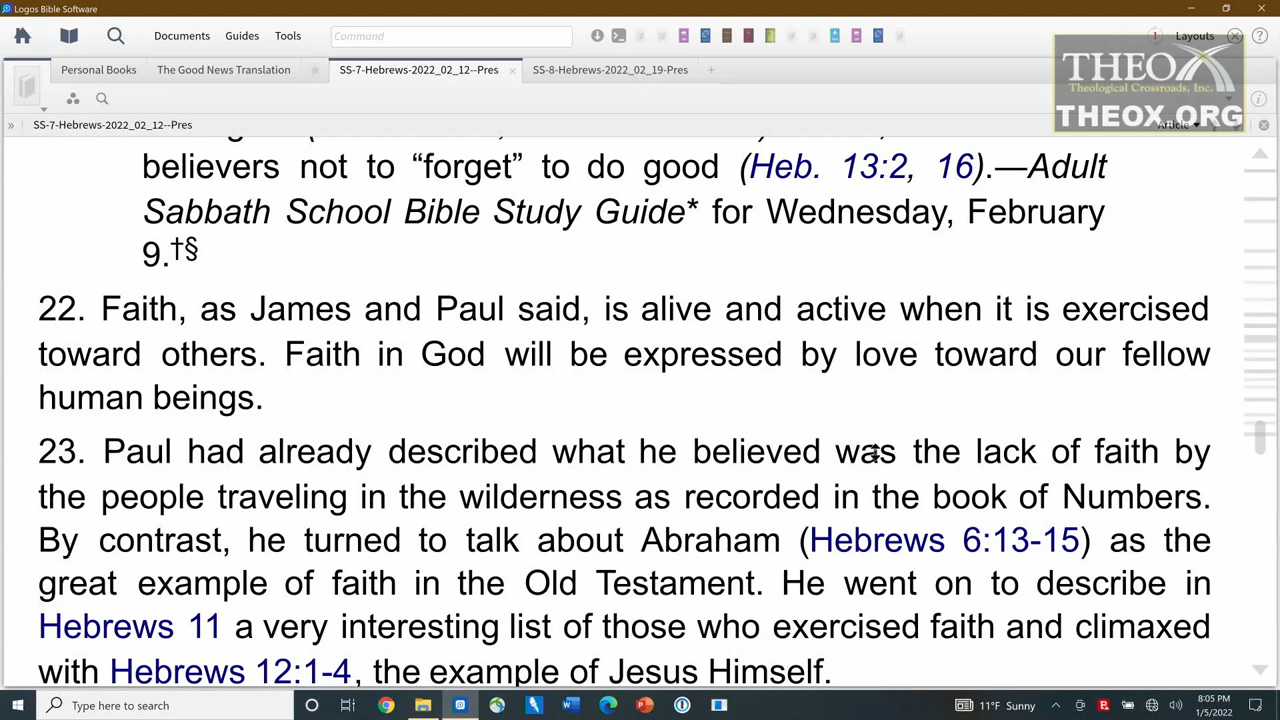 Logos Bible Software
Documents Guides Tools Command Layouts
Personal Books The Good News Translation SS-7-Hebrews-2022_02_12--Pres SS-8-Hebrews-2022_02_19-Pres
THEOX
Theological Crossroads, Inc.
THEOX.ORG
SS-7-Hebrews-2022_02_12--Pres Article
believers not to “forget” to do good (Heb. 13:2, 16).—Adult
Sabbath School Bible Study Guide* for Wednesday, February
9.†§
22. Faith, as James and Paul said, is alive and active when it is exercised
toward others. Faith in God will be expressed by love toward our fellow
human beings.
23. Paul had already described what he believed was the lack of faith by
the people traveling in the wilderness as recorded in the book of Numbers.
By contrast, he turned to talk about Abraham (Hebrews 6:13-15) as the
great example of faith in the Old Testament. He went on to describe in
Hebrews 11 a very interesting list of those who exercised faith and climaxed
with Hebrews 12:1-4, the example of Jesus Himself.
Type here to search 11°F Sunny 8:05 PM
1/5/2022